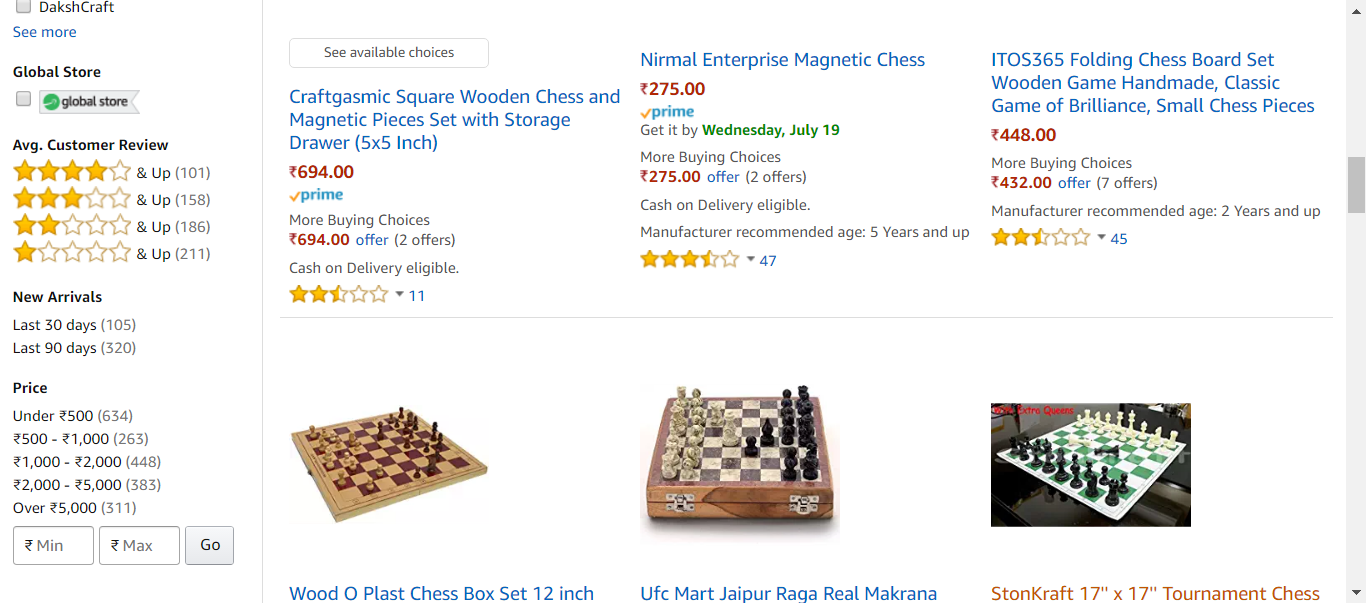 DakshCraft
See more
Global Store
global store
Avg. Customer Review
& Up (101)
& Up (158)
& Up (186)
& Up (211)
New Arrivals
Last 30 days (105)
Last 90 days (320)
Price
Under ₹500 (634)
₹500 - ₹1,000 (263)
₹1,000 - ₹2,000 (448)
₹2,000 - ₹5,000 (383)
Over ₹5,000 (311)
₹ Min ₹ Max Go
See available choices
Craftgasmic Square Wooden Chess and
Magnetic Pieces Set with Storage
Drawer (5x5 Inch)
₹694.00
prime
More Buying Choices
₹694.00 offer (2 offers)
Cash on Delivery eligible.
11
Nirmal Enterprise Magnetic Chess
₹275.00
prime
Get it by Wednesday, July 19
More Buying Choices
₹275.00 offer (2 offers)
Cash on Delivery eligible.
Manufacturer recommended age: 5 Years and up
47
ITOS365 Folding Chess Board Set
Wooden Game Handmade, Classic
Game of Brilliance, Small Chess Pieces
₹448.00
More Buying Choices
₹432.00 offer (7 offers)
Manufacturer recommended age: 2 Years and up
45
With Extra Queens
Wood O Plast Chess Box Set 12 inch
Ufc Mart Jaipur Raga Real Makrana
StonKraft 17" x 17" Tournament Chess